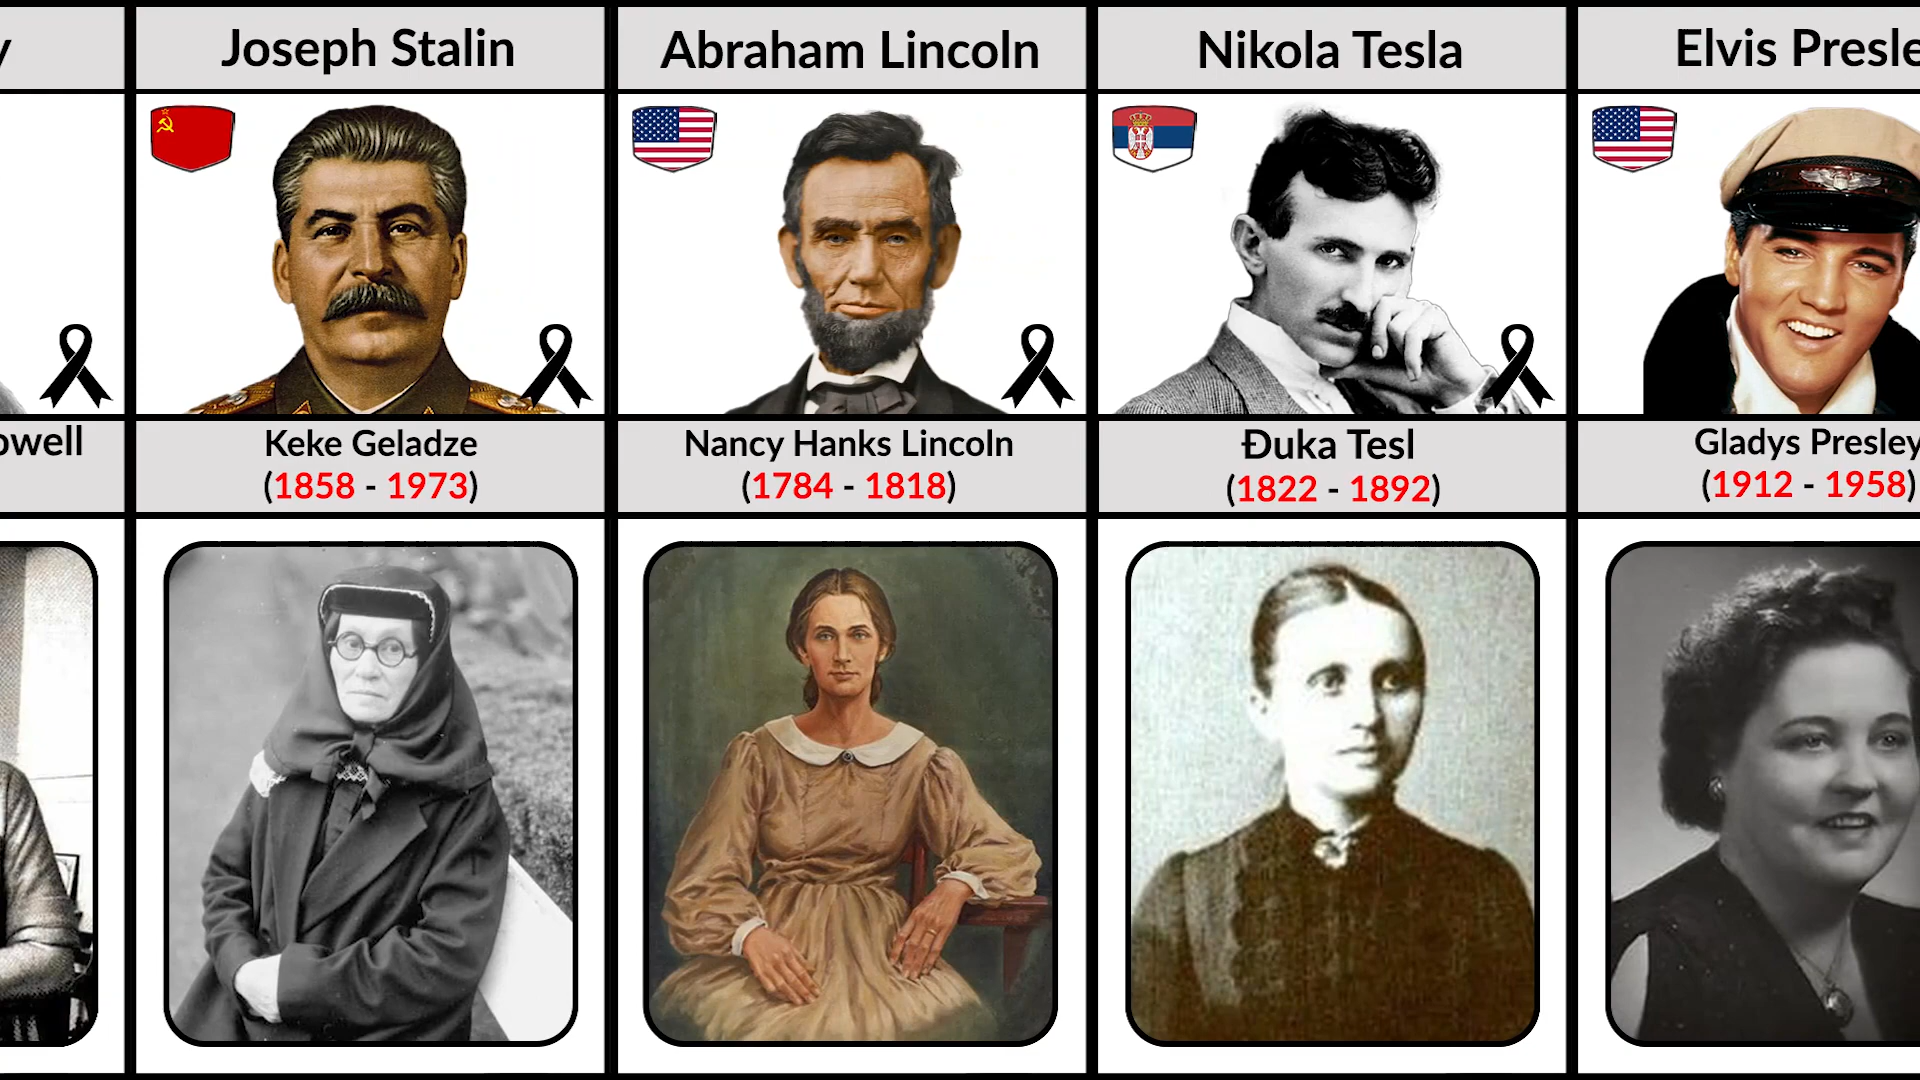 y
Joseph Stalin
Abraham Lincoln
Nikola Tesla
Elvis Presle
owell
Keke Geladze
(1858 - 1973)
Nancy Hanks Lincoln
(1784 - 1818)
Đuka Tesl
(1822 - 1892)
Gladys Presley
(1912 - 1958)